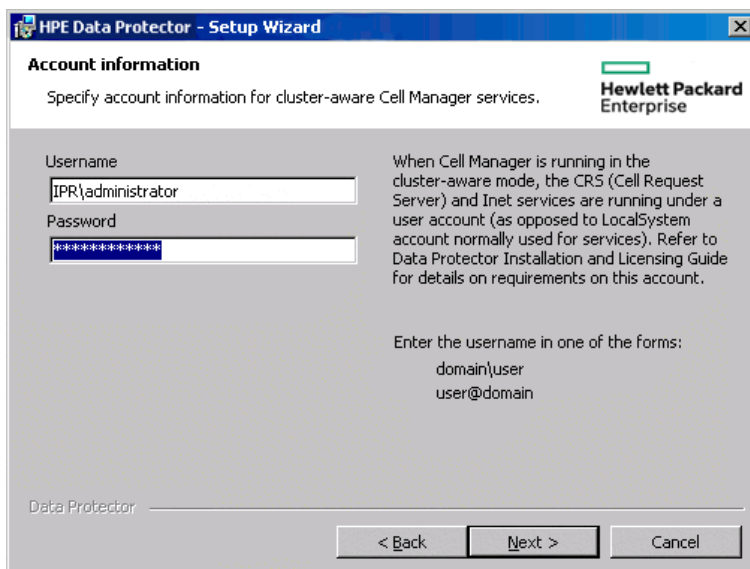 HPE Data Protector - Setup Wizard
Account information
Specify account information for cluster-aware Cell Manager services.
Hewlett Packard
Enterprise
Username
IPR\administrator
Password
************
When Cell Manager is running in the
cluster-aware mode, the CRS (Cell Request
Server) and Inet services are running under a
user account (as opposed to LocalSystem
account normally used for services). Refer to
Data Protector Installation and Licensing Guide
for details on requirements on this account.
Enter the username in one of the forms:
domain\user
user@domain
Data Protector
< Back
Next >
Cancel